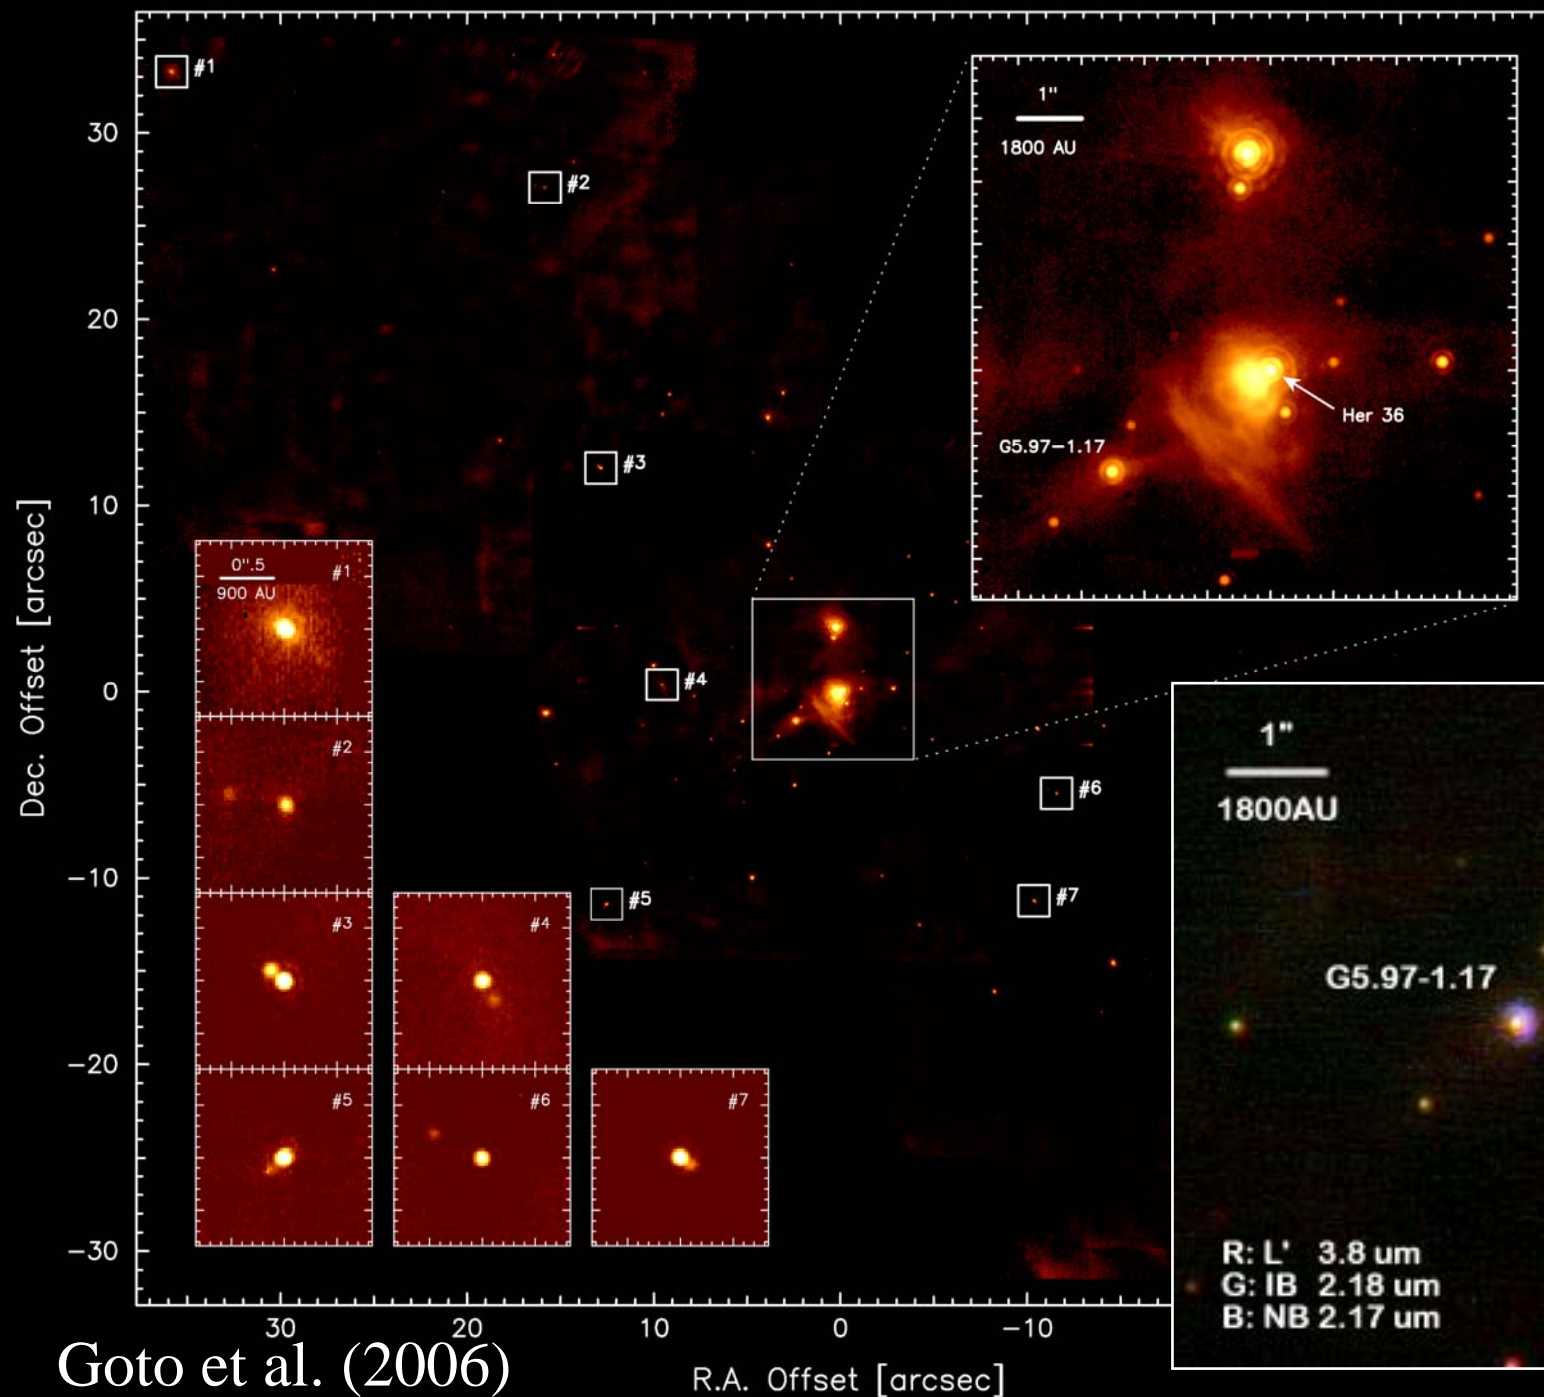 #1
#2
#3
#4
#5
#6
#7
30
20
10
0
−10
−20
−30
Dec. Offset [arcsec]
30
20
10
0
−10
R.A. Offset [arcsec]
1"
1800 AU
Her 36
G5.97−1.17
0".5
900 AU
#1
#2
#3
#4
#5
#6
#7
1"
1800AU
G5.97-1.17
R: L' 3.8 um
G: IB 2.18 um
B: NB 2.17 um
Goto et al. (2006)